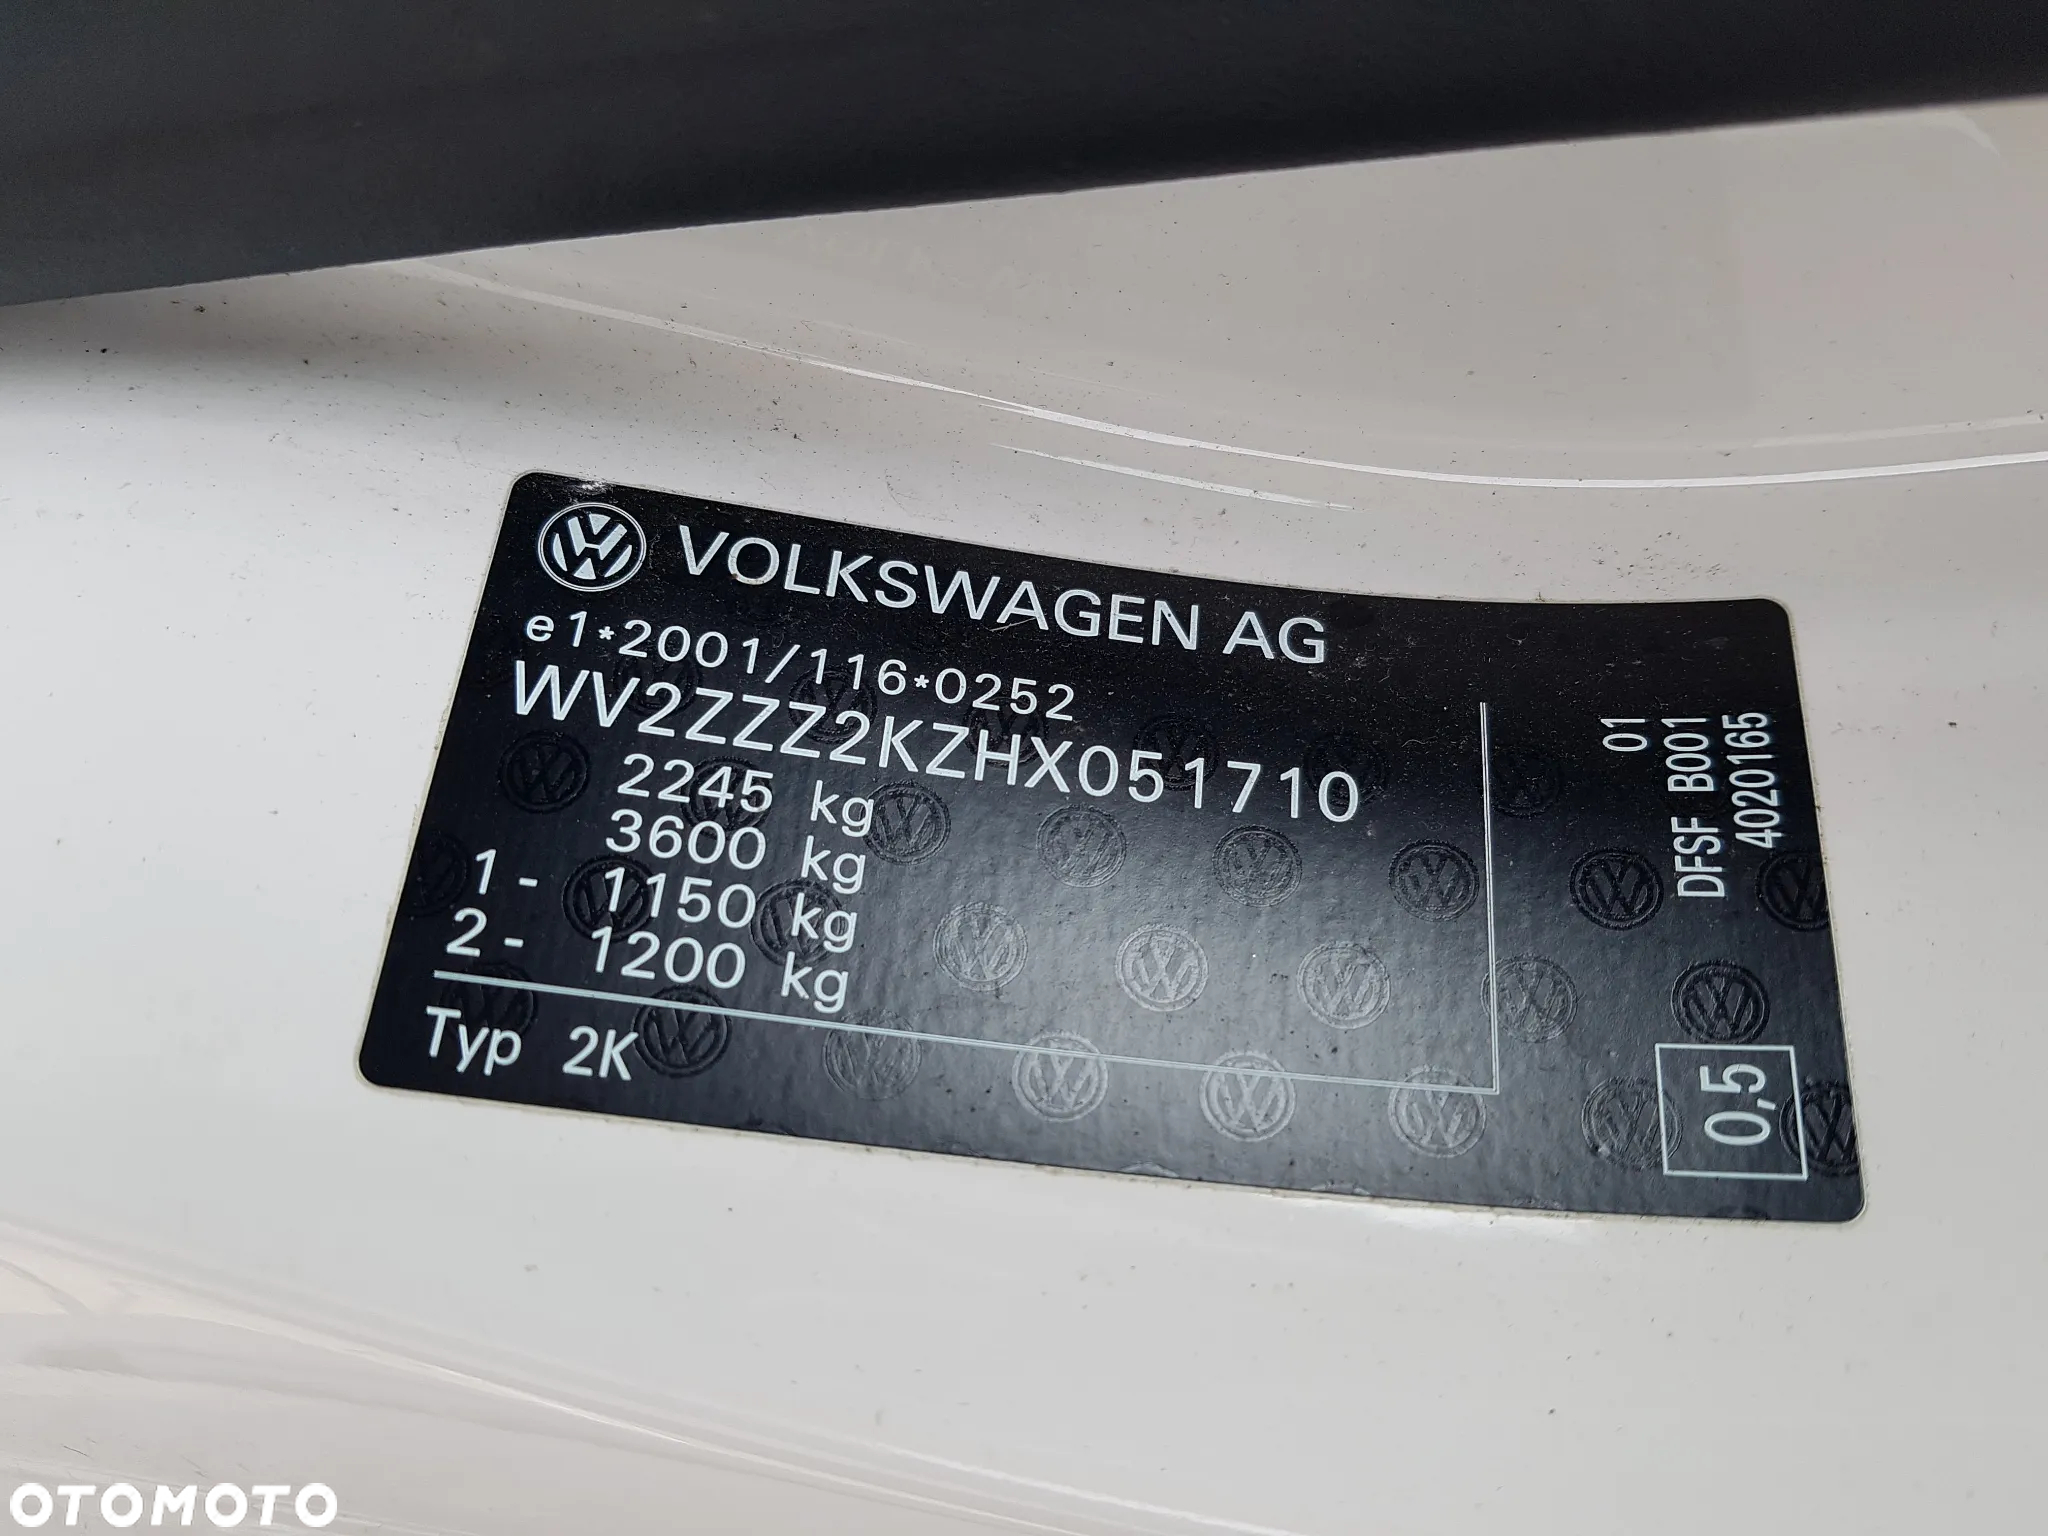 VOLKSWAGEN AG
e1*2001/116*0252
WV2ZZZ2KZHX051710
2245 kg
3600 kg
1 - 1150 kg
2 - 1200 kg
Typ 2K
01
DFSF B001
4020165
0,5
OTOMOTO